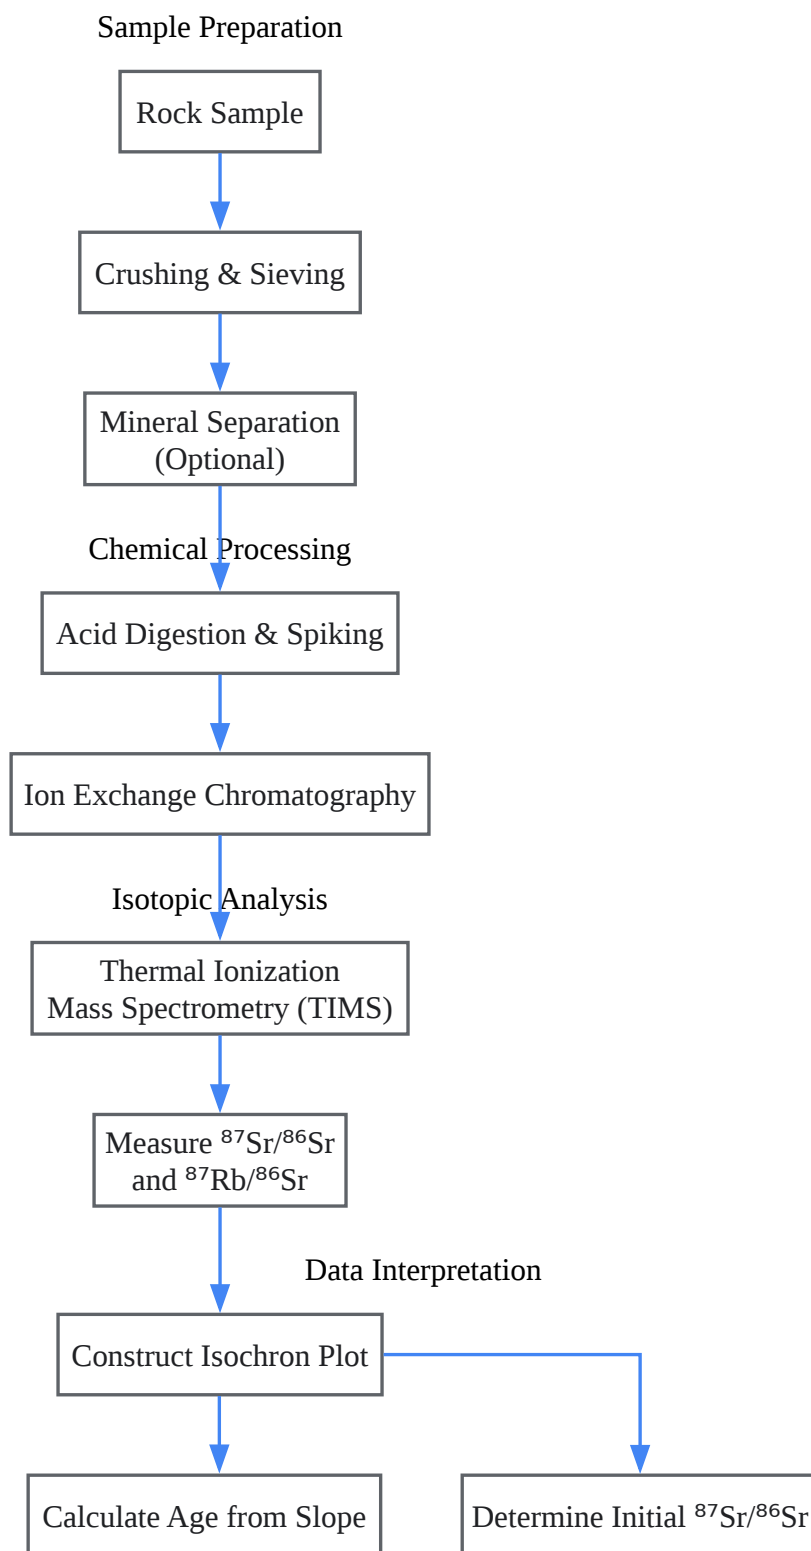 Sample Preparation
Rock Sample
Crushing & Sieving
Mineral Separation
(Optional)
Chemical Processing
Acid Digestion & Spiking
Ion Exchange Chromatography
Isotopic Analysis
Thermal Ionization
Mass Spectrometry (TIMS)
Measure ⁸⁷Sr/⁸⁶Sr
and ⁸⁷Rb/⁸⁶Sr
Data Interpretation
Construct Isochron Plot
Calculate Age from Slope
Determine Initial ⁸⁷Sr/⁸⁶Sr